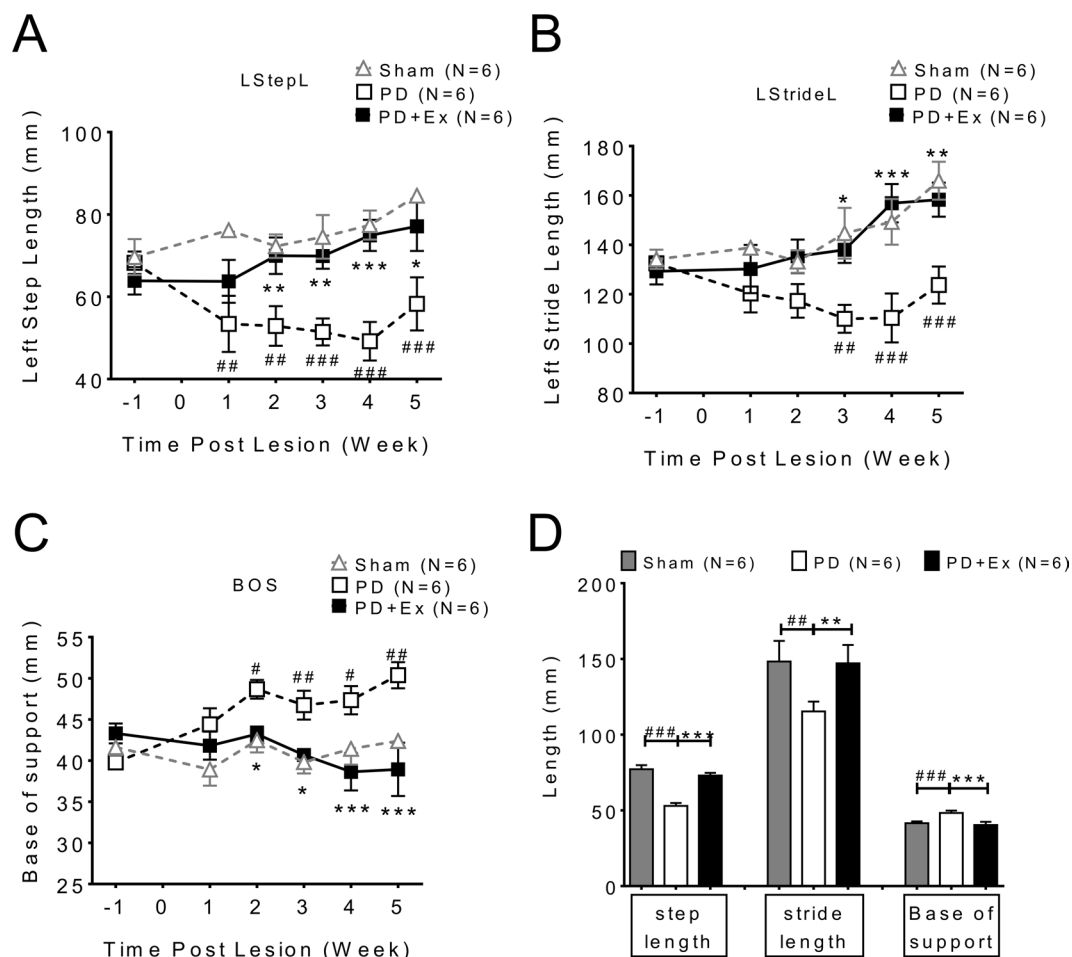 A
LStepL
Sham (N=6)
PD (N=6)
PD+Ex (N=6)
Left Step Length (mm)
100
80
60
40
** ** *** *
## ## ### ### ###
-1 0 1 2 3 4 5
Time Post Lesion (Week)
B
LStrideL
Sham (N=6)
PD (N=6)
PD+Ex (N=6)
Left Stride Length (mm)
180
160
140
120
100
80
* *** **
## ### ###
-1 0 1 2 3 4 5
Time Post Lesion (Week)
C
BOS
Sham (N=6)
PD (N=6)
PD+Ex (N=6)
Base of support (mm)
55
50
45
40
35
30
25
# ## # ##
* * *** ***
-1 0 1 2 3 4 5
Time Post Lesion (Week)
D
Sham (N=6) PD (N=6) PD+Ex (N=6)
Length (mm)
200
150
100
50
0
### ***
## **
### ***
step
length
stride
length
Base of
support